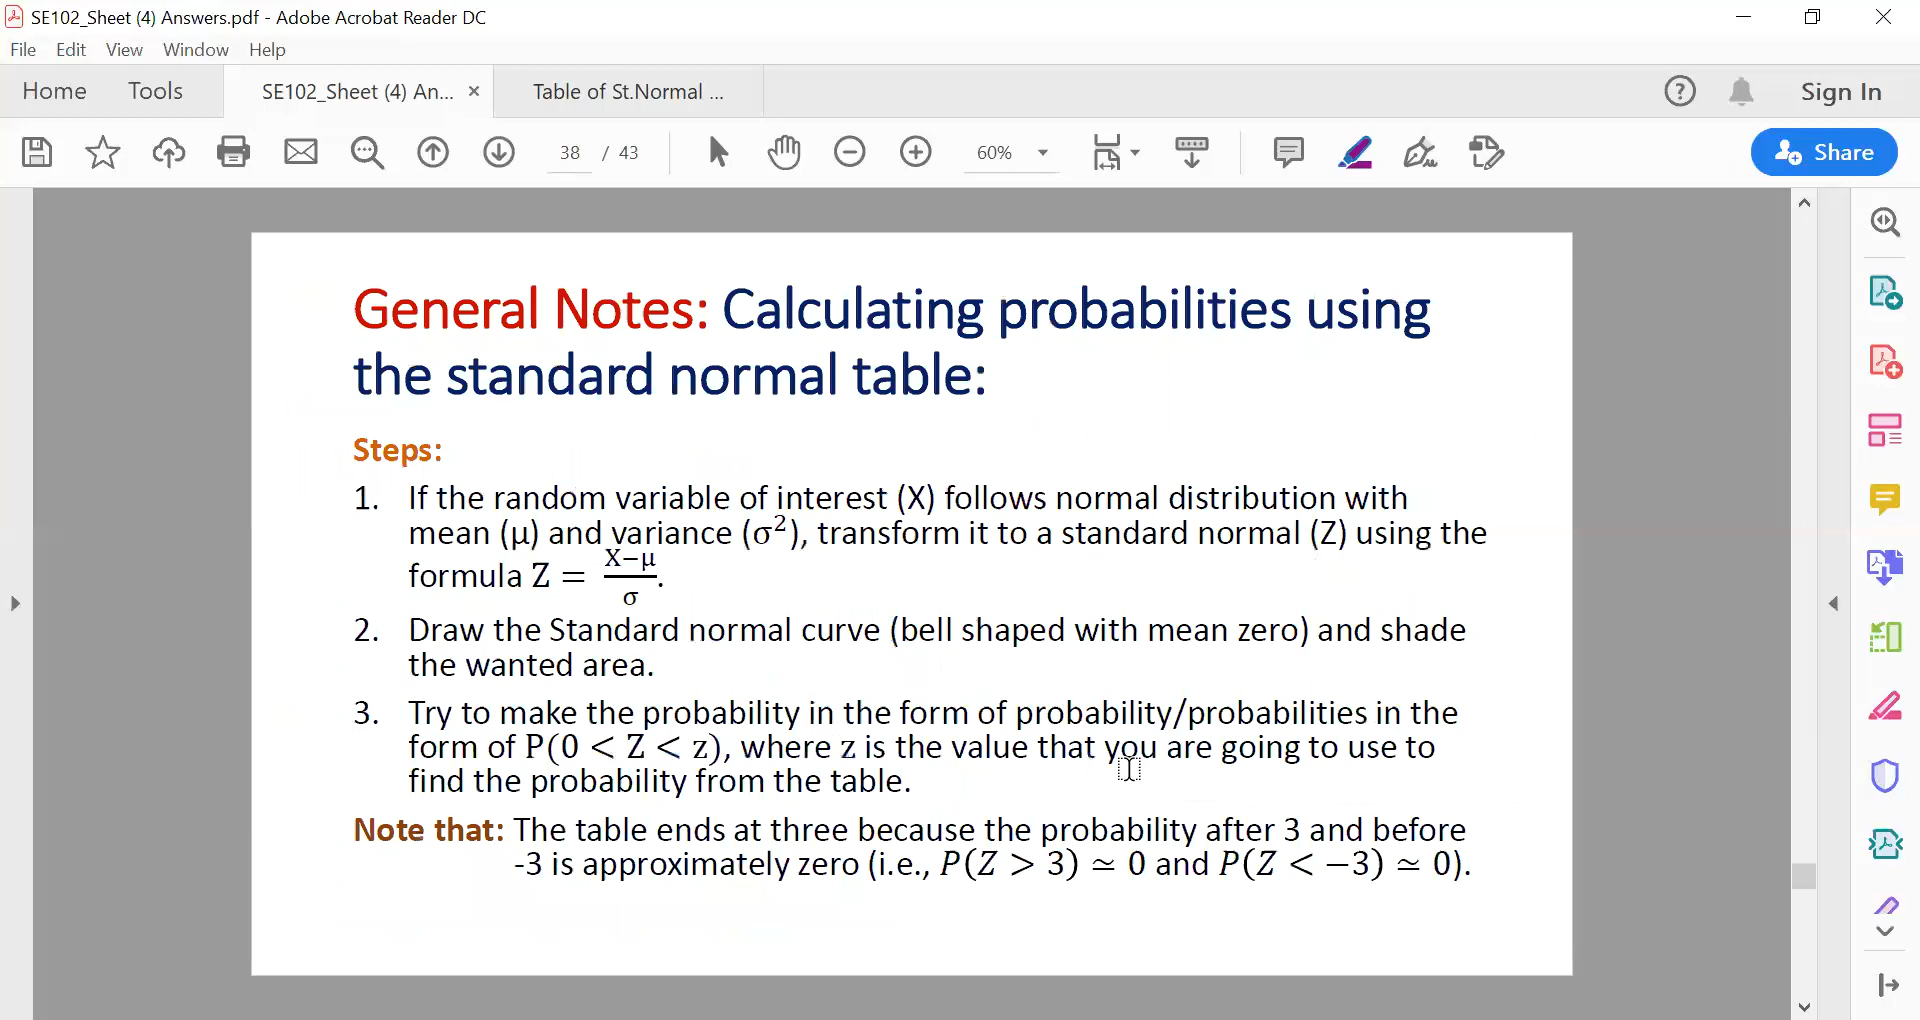 SE102_Sheet (4) Answers.pdf - Adobe Acrobat Reader DC
File Edit View Window Help
Home Tools SE102_Sheet (4) An... × Table of St.Normal ... Sign In
38 / 43 60% Share
General Notes: Calculating probabilities using
the standard normal table:
Steps:
1. If the random variable of interest (X) follows normal distribution with
mean (μ) and variance (σ²), transform it to a standard normal (Z) using the
formula Z = (X−μ)/σ.
2. Draw the Standard normal curve (bell shaped with mean zero) and shade
the wanted area.
3. Try to make the probability in the form of probability/probabilities in the
form of P(0 < Z < z), where z is the value that you are going to use to
find the probability from the table.
Note that: The table ends at three because the probability after 3 and before
-3 is approximately zero (i.e., P(Z > 3) ≃ 0 and P(Z < −3) ≃ 0).